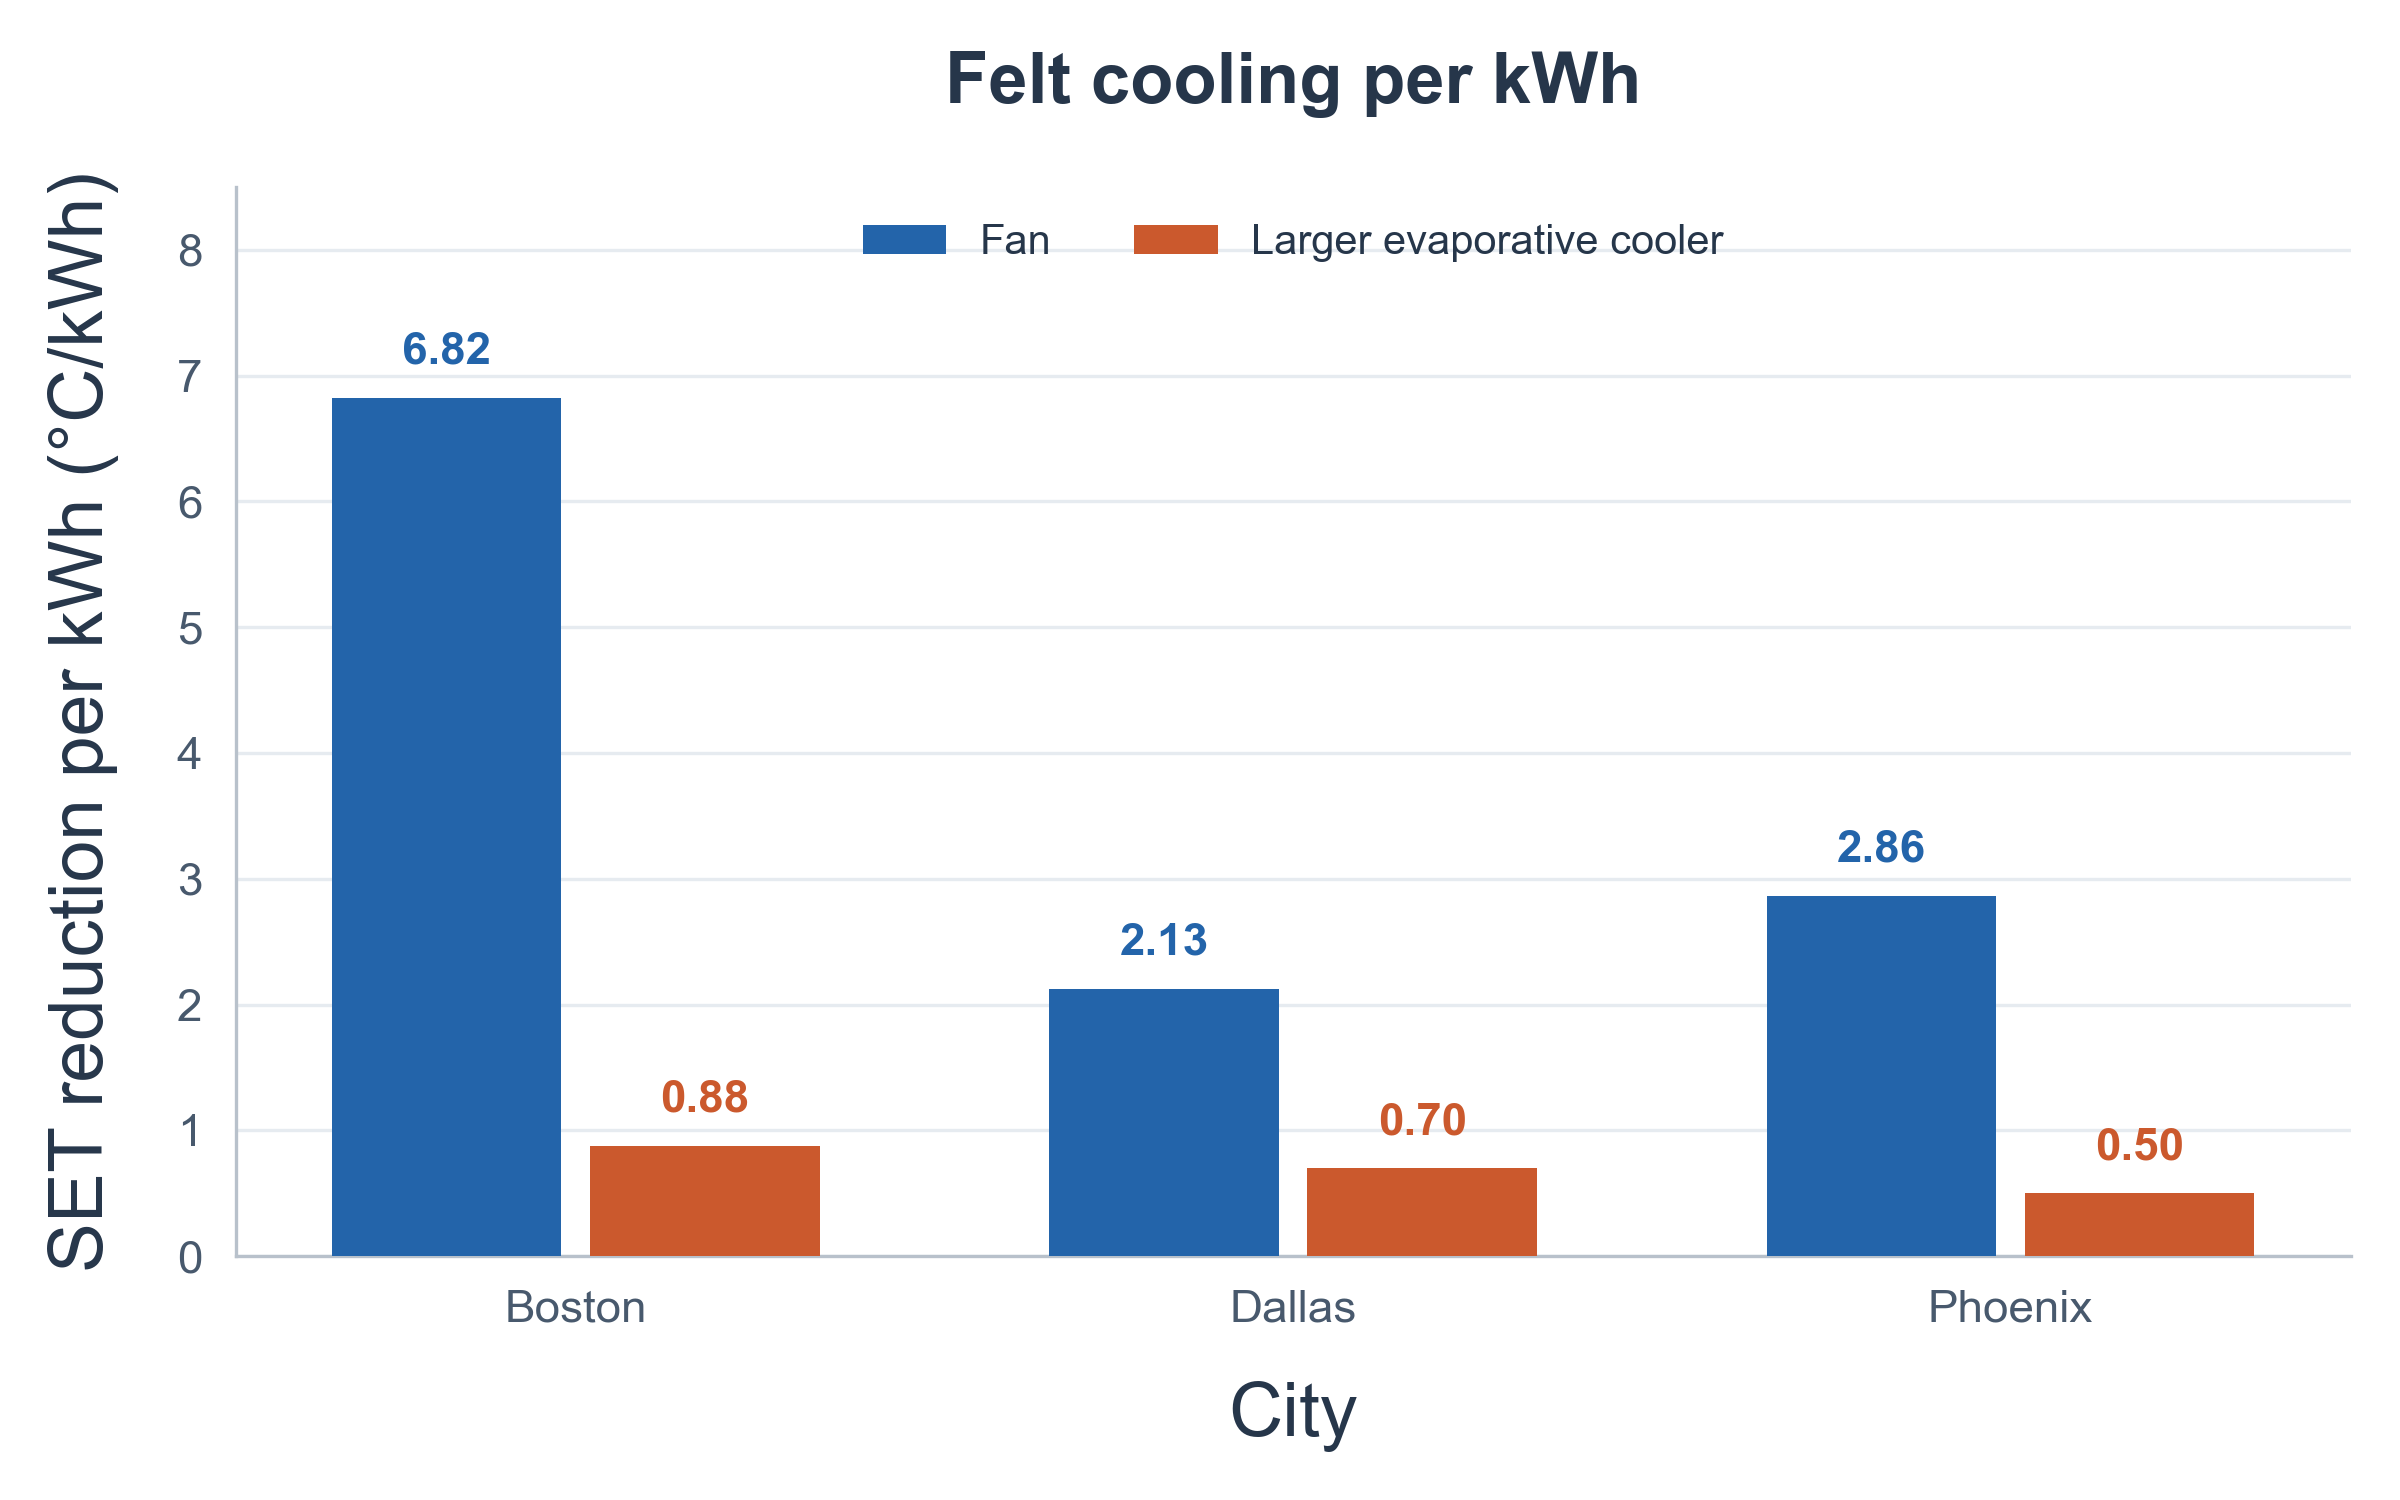 Felt cooling per kWh
SET reduction per kWh (°C/kWh)
Fan
Larger evaporative cooler
8
7
6
5
4
3
2
1
0
6.82
0.88
2.13
0.70
2.86
0.50
Boston
Dallas
Phoenix
City